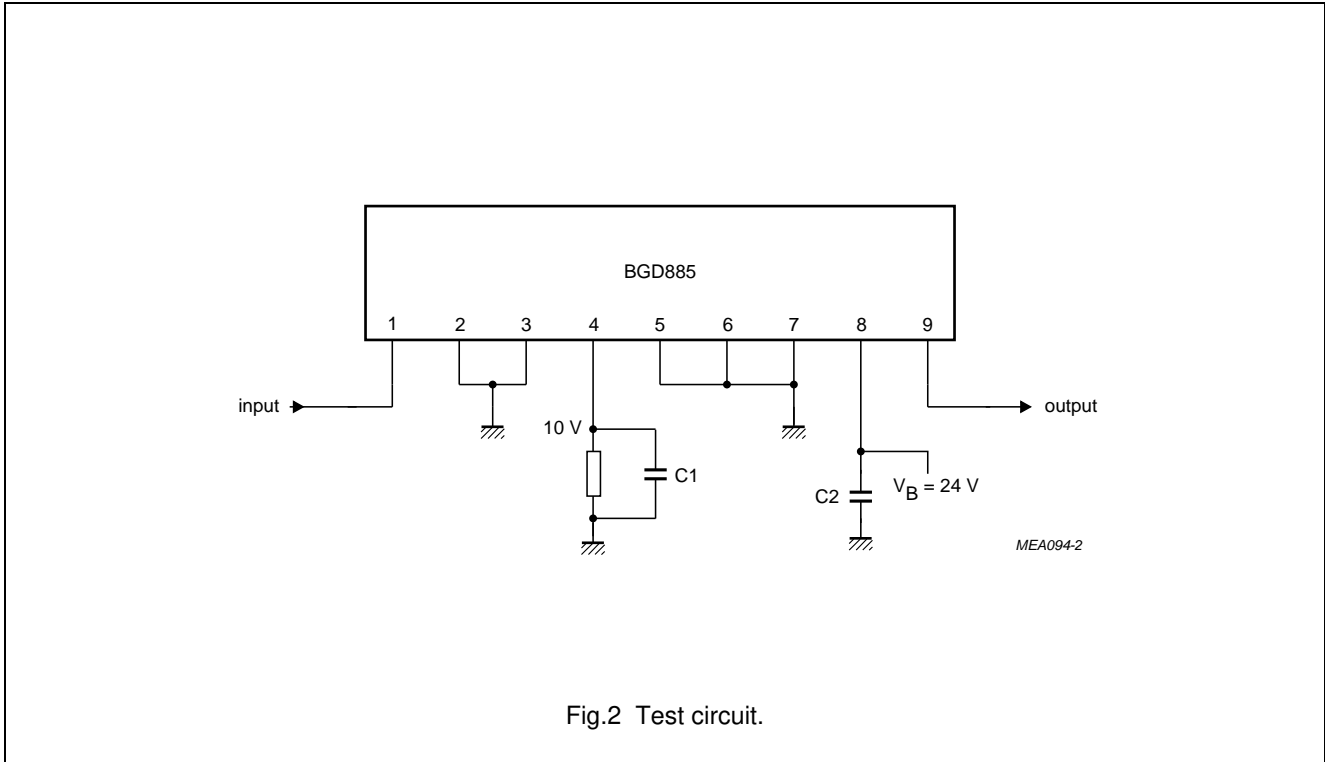 BGD885
1 2 3 4 5 6 7 8 9
input
output
10 V
C1
C2
V_B = 24 V
MEA094-2
Fig.2 Test circuit.